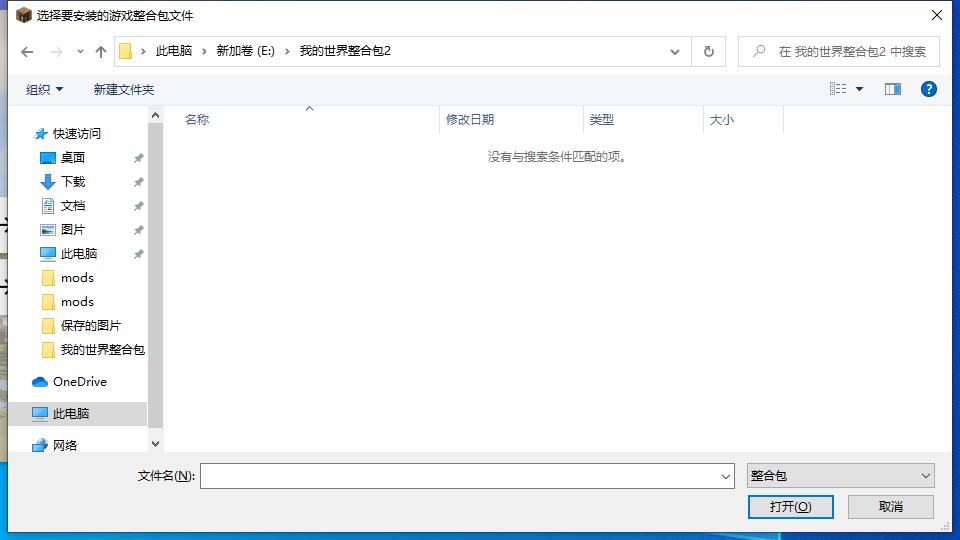 选择要安装的游戏整合包文件
此电脑 新加卷 (E:) 我的世界整合包2
在 我的世界整合包2 中搜索
组织 新建文件夹
名称 修改日期 类型 大小
没有与搜索条件匹配的项。
快速访问
桌面
下载
文档
图片
此电脑
mods
mods
保存的图片
我的世界整合包
OneDrive
此电脑
网络
文件名(N):
整合包
打开(O) 取消